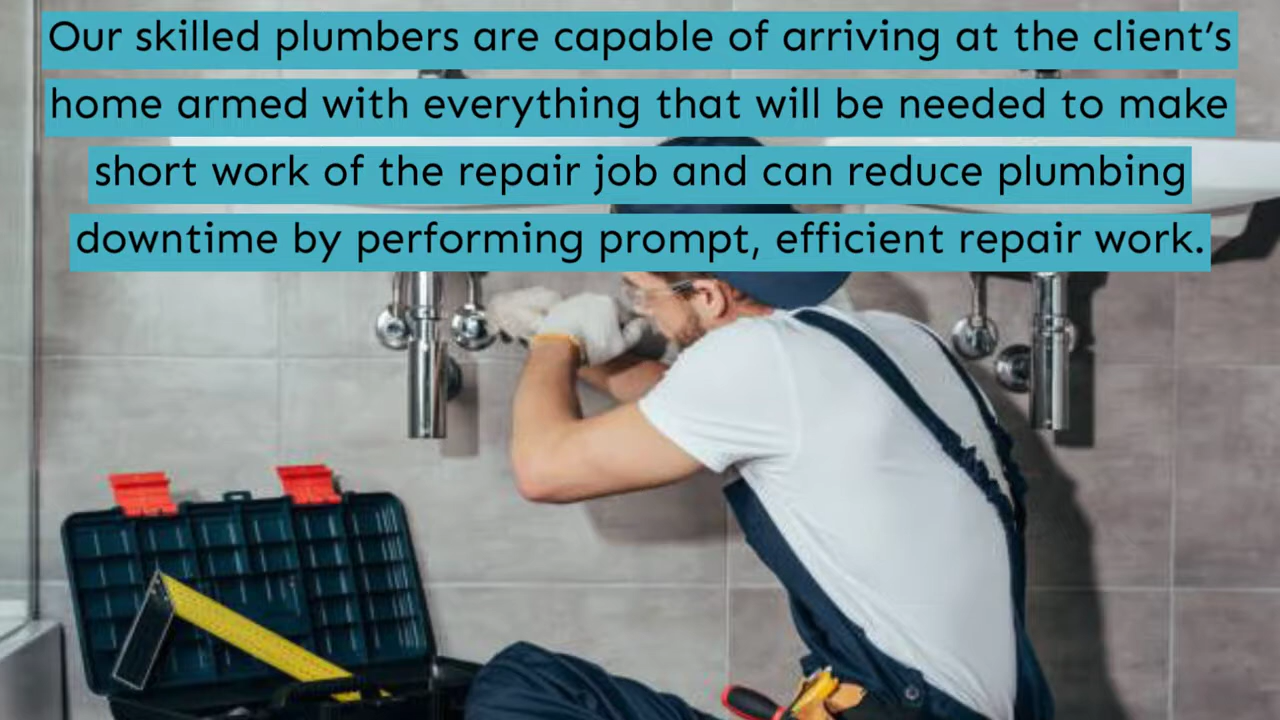 Our skilled plumbers are capable of arriving at the client’s
home armed with everything that will be needed to make
short work of the repair job and can reduce plumbing
downtime by performing prompt, efficient repair work.